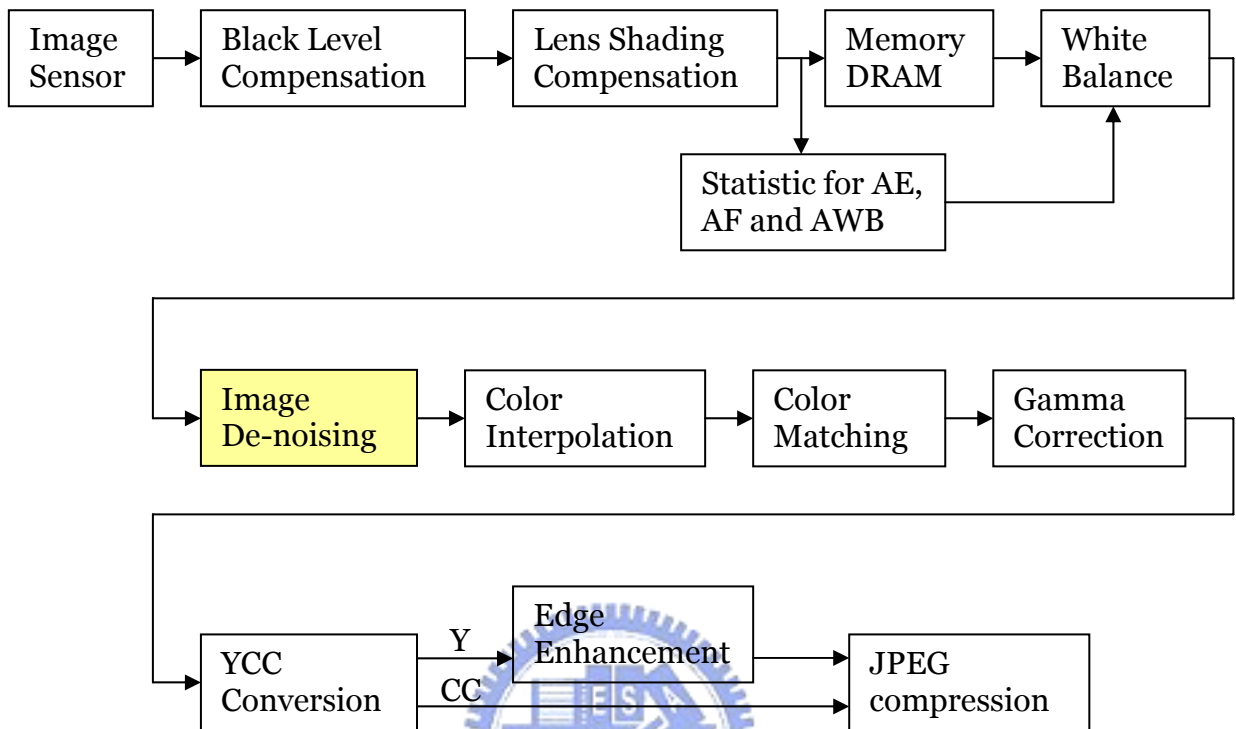 Image
Sensor
Black Level
Compensation
Lens Shading
Compensation
Memory
DRAM
White
Balance
Statistic for AE,
AF and AWB
Image
De-noising
Color
Interpolation
Color
Matching
Gamma
Correction
YCC
Conversion
Y
CC
Edge
Enhancement
JPEG
compression
ESA